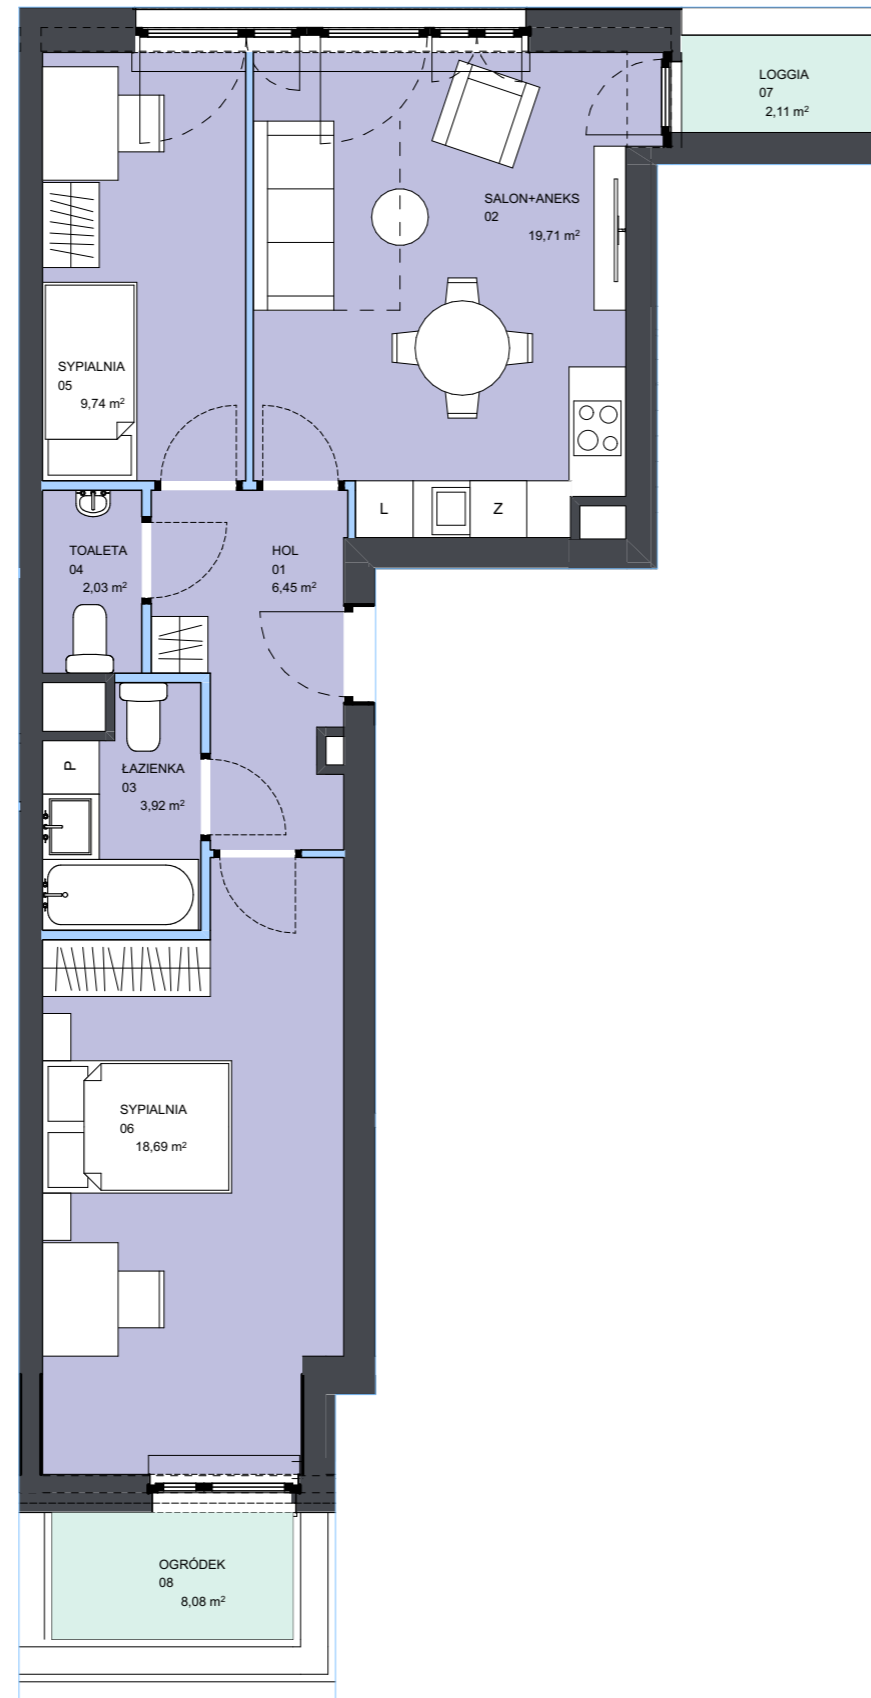 LOGGIA
07
2,11 m²
SALON+ANEKS
02
19,71 m²
SYPIALNIA
05
9,74 m²
L
Z
TOALETA
04
2,03 m²
HOL
01
6,45 m²
P
ŁAZIENKA
03
3,92 m²
SYPIALNIA
06
18,69 m²
OGRÓDEK
08
8,08 m²